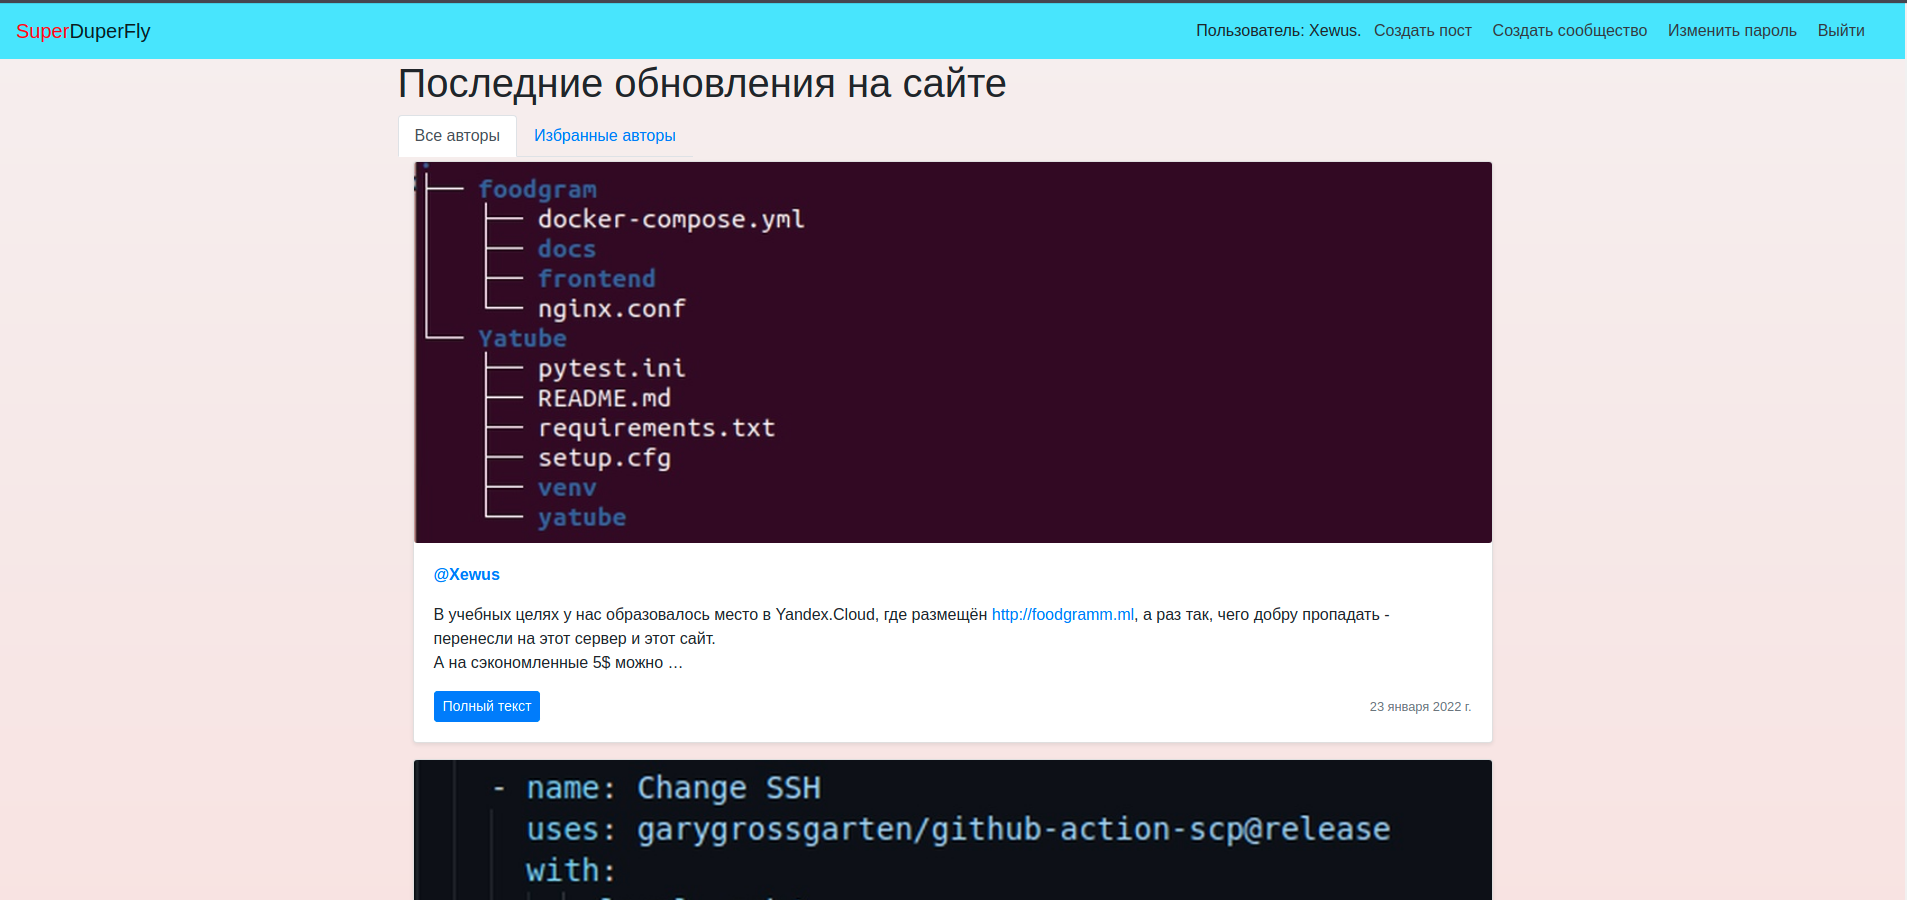 SuperDuperFly
Пользователь: Xewus. Создать пост Создать сообщество Изменить пароль Выйти
Последние обновления на сайте
Все авторы Избранные авторы
foodgram
docker-compose.yml
docs
frontend
nginx.conf
Yatube
pytest.ini
README.md
requirements.txt
setup.cfg
venv
yatube
@Xewus
В учебных целях у нас образовалось место в Yandex.Cloud, где размещён http://foodgramm.ml, а раз так, чего добру пропадать -
перенесли на этот сервер и этот сайт.
А на сэкономленные 5$ можно …
Полный текст 23 января 2022 г.
- name: Change SSH
uses: garygrossgarten/github-action-scp@release
with: